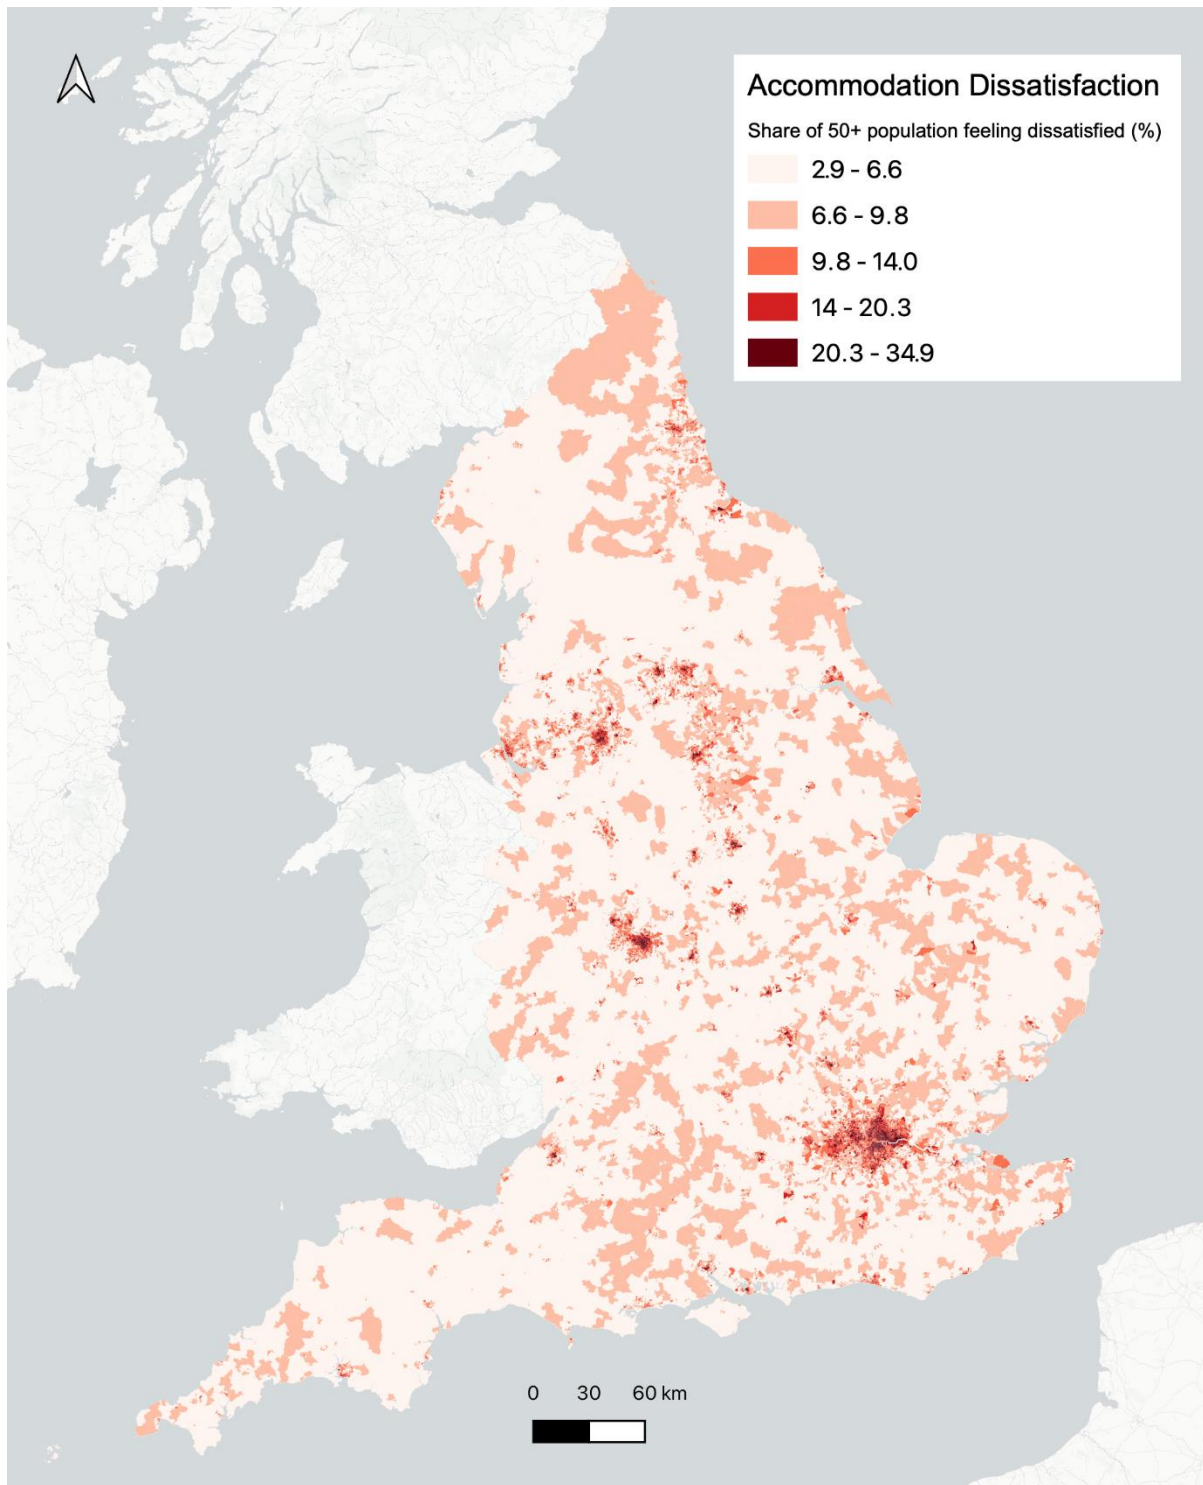 Accommodation Dissatisfaction
Share of 50+ population feeling dissatisfied (%)
2.9 - 6.6
6.6 - 9.8
9.8 - 14.0
14 - 20.3
20.3 - 34.9
0 30 60 km